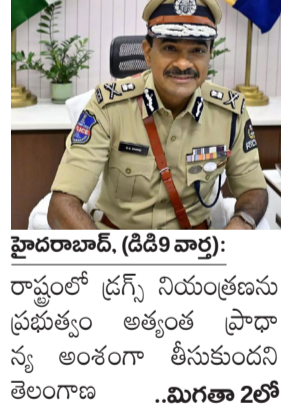 హైదరాబాద్, (డిడి9 వార్త):
రాష్ట్రంలో డ్రగ్స్ నియంత్రణను
ప్రభుత్వం అత్యంత ప్రాధా
న్య అంశంగా తీసుకుందని
తెలంగాణ ..మిగతా 2లో